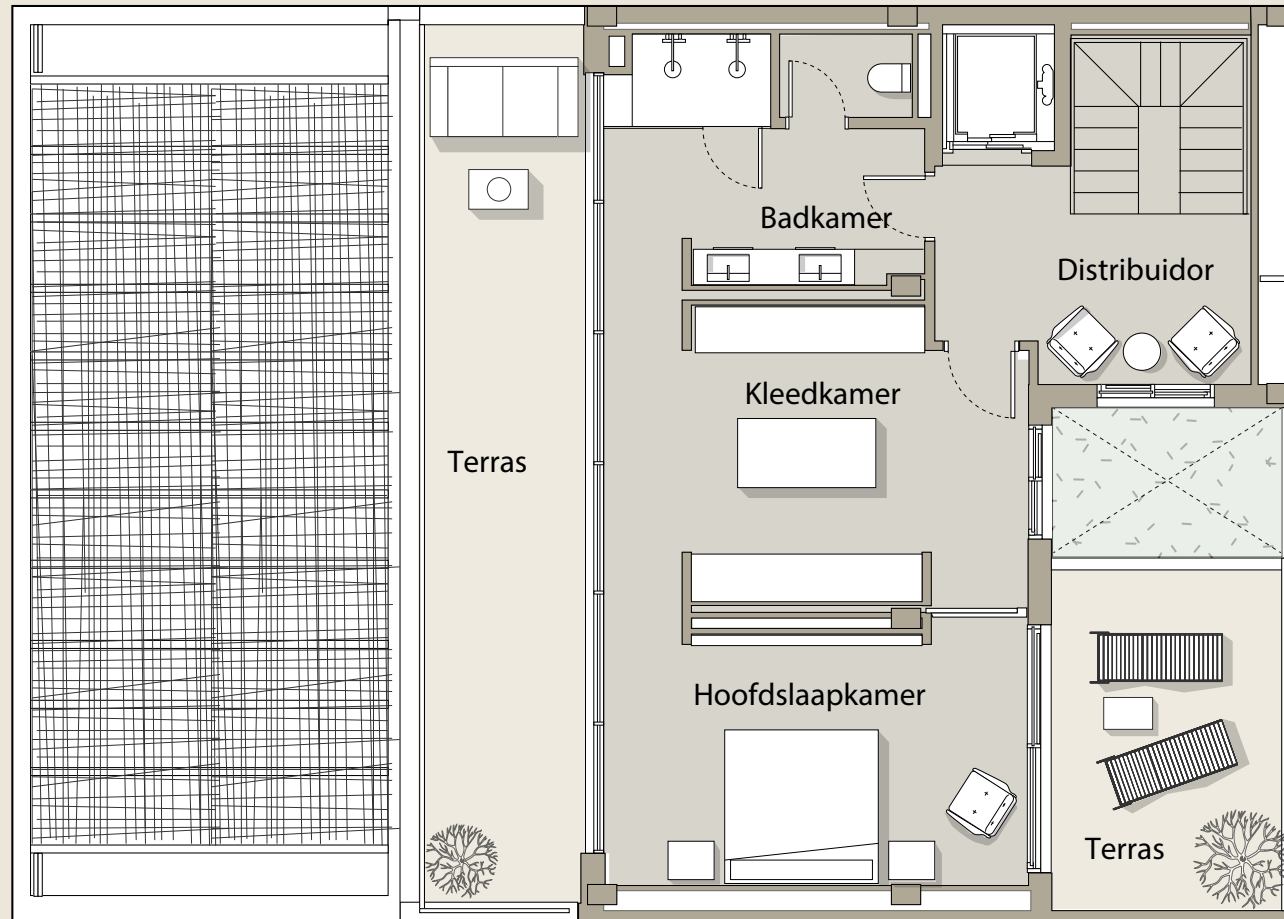 Badkamer
Distribuidor
Kleedkamer
Terras
Hoofdslaapkamer
Terras